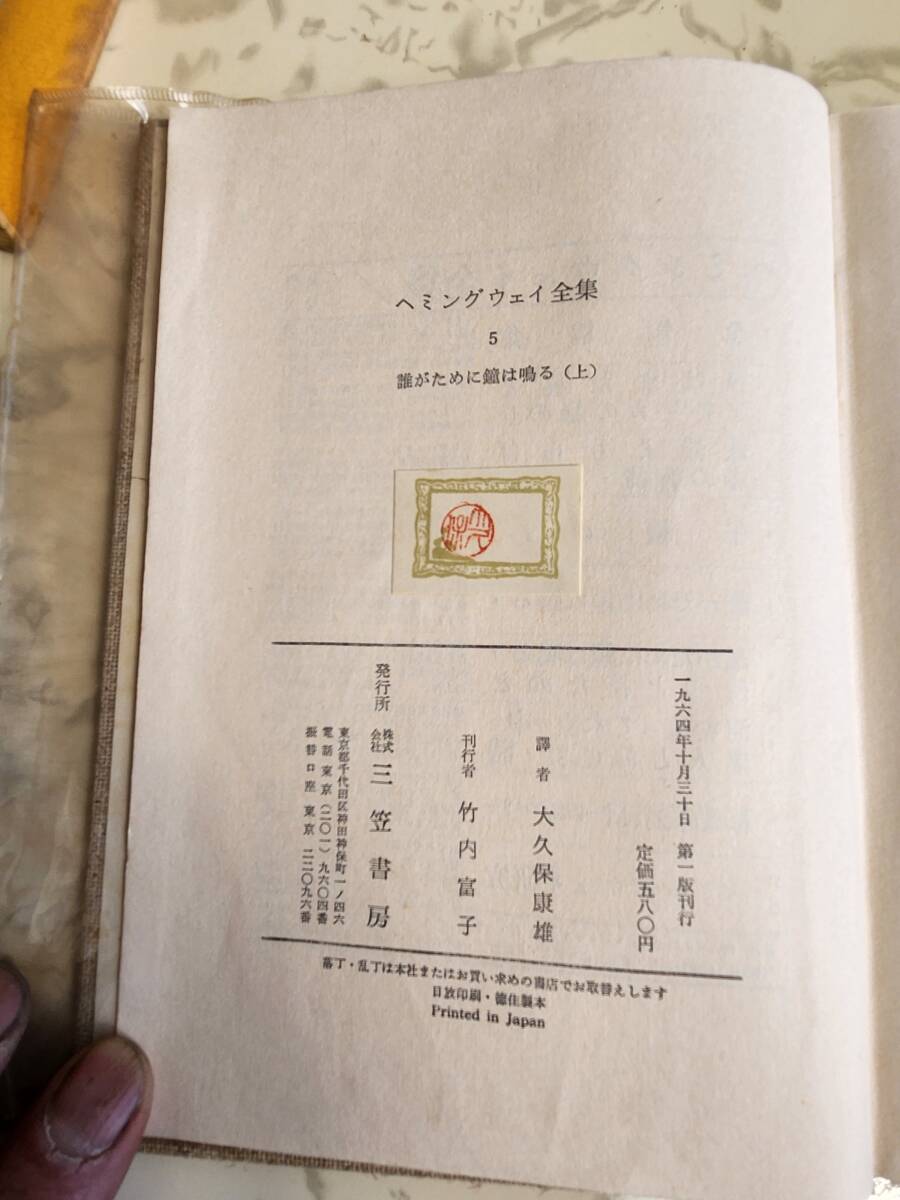 ヘミングウェイ全集
5
誰がために鐘は鳴る（上）
一九六四年十月三十日 第一版刊行
定価五八〇円
譯者 大久保康雄
刊行者 竹内富子
発行所 株式会社 三笠書房
東京都千代田区神田神保町一ノ四六
電話東京（二〇一）九六〇四番
振替口座東京二二〇九六番
落丁・乱丁は本社またはお買い求めの書店でお取替えします
日放印刷・徳住製本
Printed in Japan